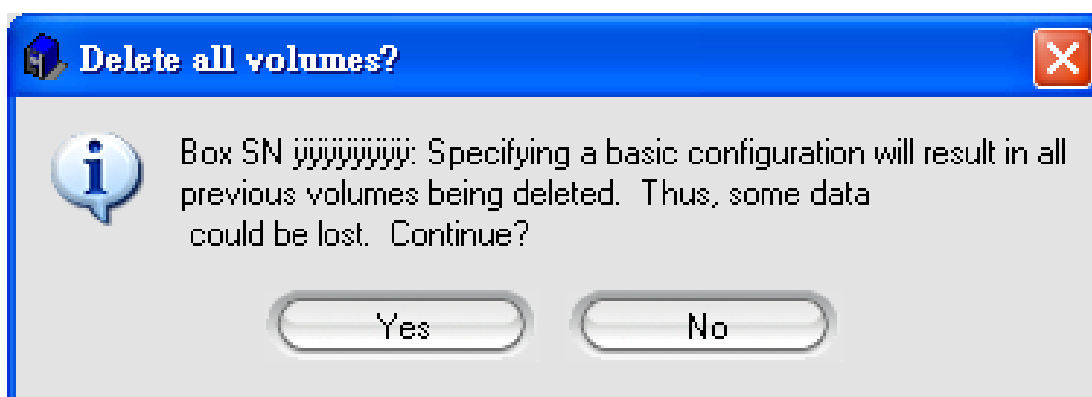 Delete all volumes?
Box SN ÿÿÿÿÿÿÿÿ: Specifying a basic configuration will result in all
previous volumes being deleted.  Thus, some data
could be lost.  Continue?
Yes
No